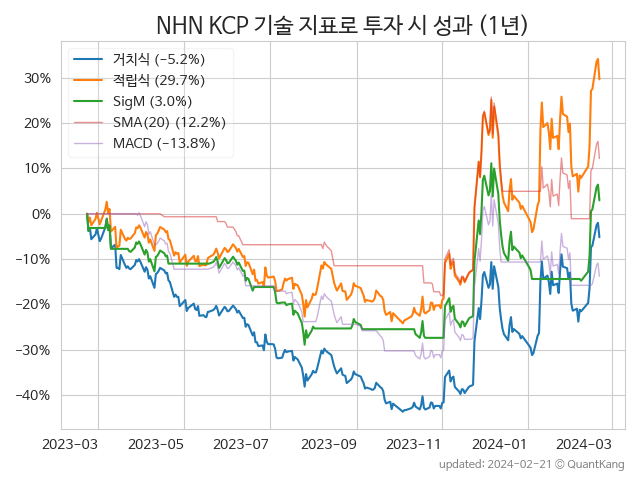 NHN KCP 기술 지표로 투자 시 성과 (1년)
거치식 (−5.2%)
적립식 (29.7%)
SigM (3.0%)
SMA(20) (12.2%)
MACD (−13.8%)
30%
20%
10%
0%
−10%
−20%
−30%
−40%
2023-03 2023-05 2023-07 2023-09 2023-11 2024-01 2024-03
updated: 2024-02-21 © QuantKang